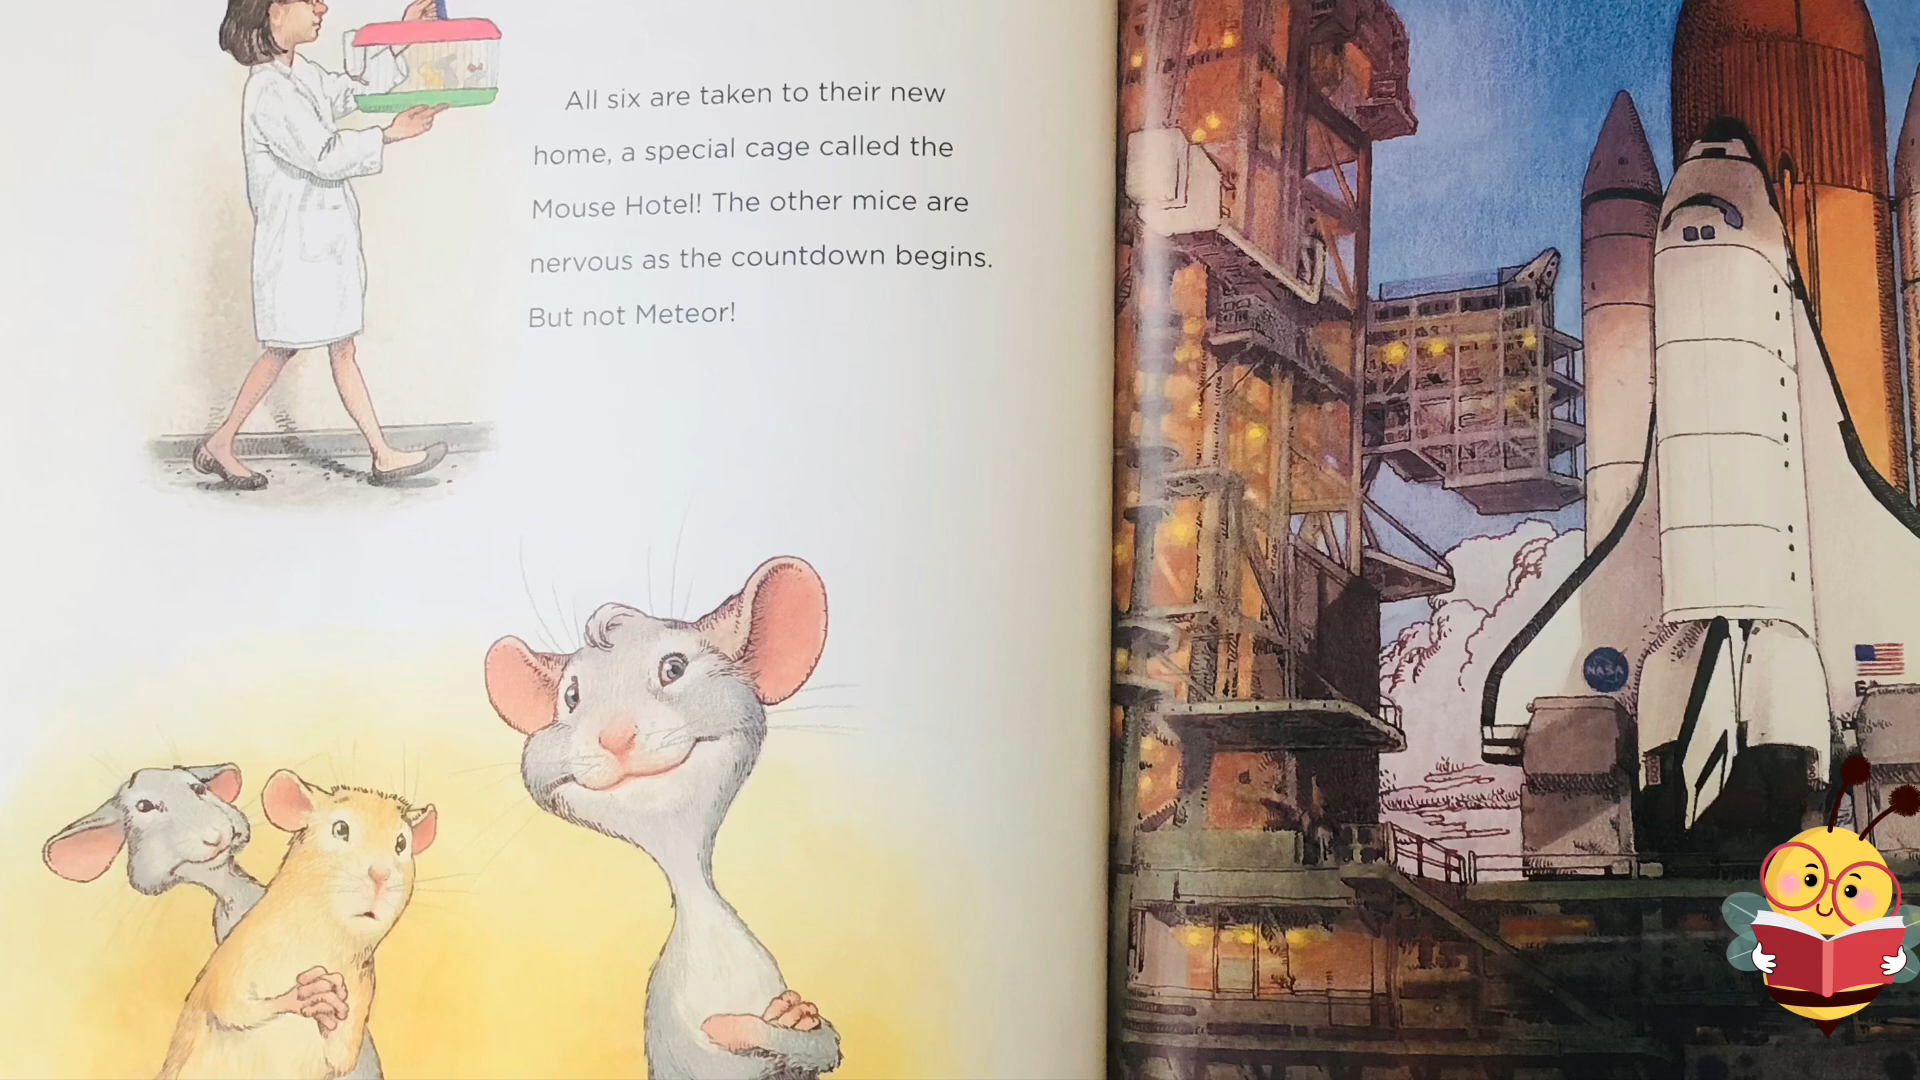 All six are taken to their new
home, a special cage called the
Mouse Hotel! The other mice are
nervous as the countdown begins.
But not Meteor!
NASA